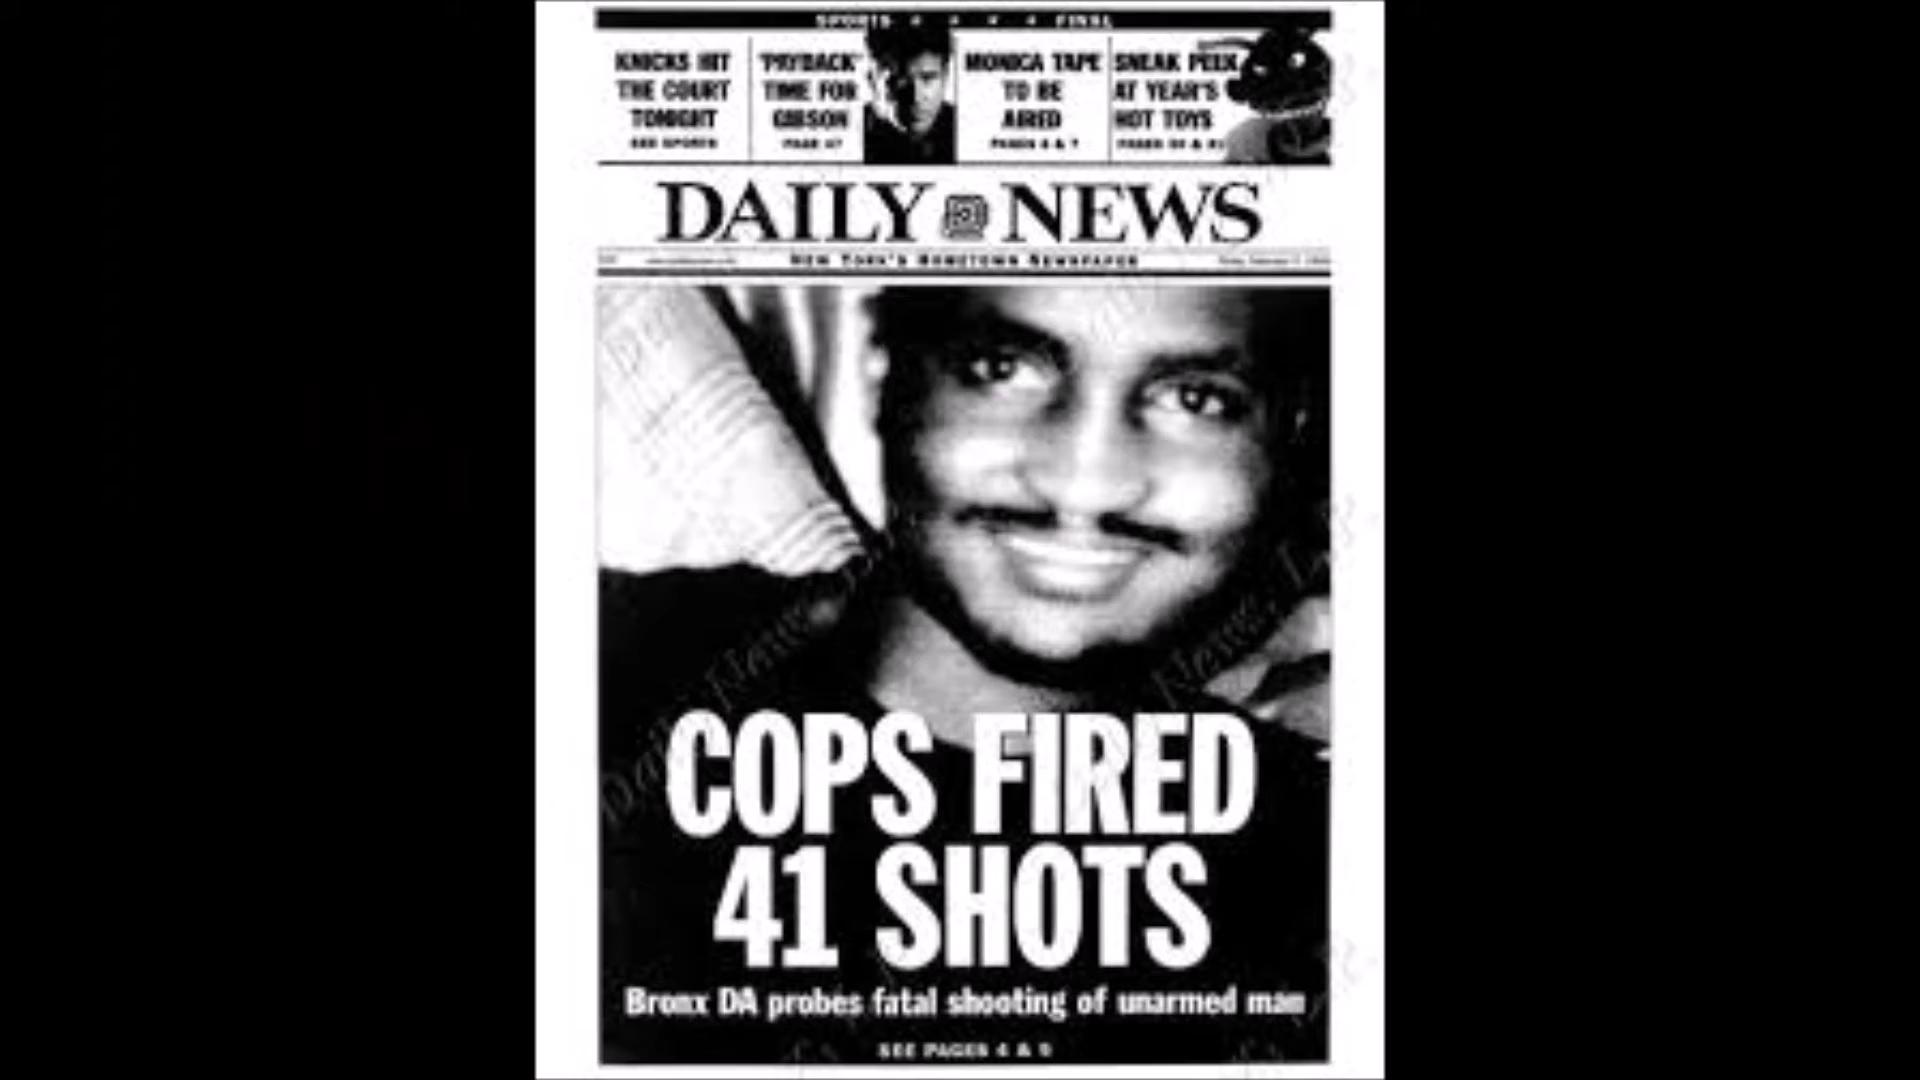 SPORTS ★ ★ ★ ★ FINAL
KNICKS HIT
THE COURT
TONIGHT
SEE SPORTS
'PAYBACK'
TIME FOR
GIBSON
PAGE 47
MONICA TAPE
TO BE
AIRED
PAGES 6 & 7
SNEAK PEEK
AT YEAR'S
HOT TOYS
DAILY NEWS
NEW YORK'S HOMETOWN NEWSPAPER
COPS FIRED
41 SHOTS
Bronx DA probes fatal shooting of unarmed man
SEE PAGES 4 & 5